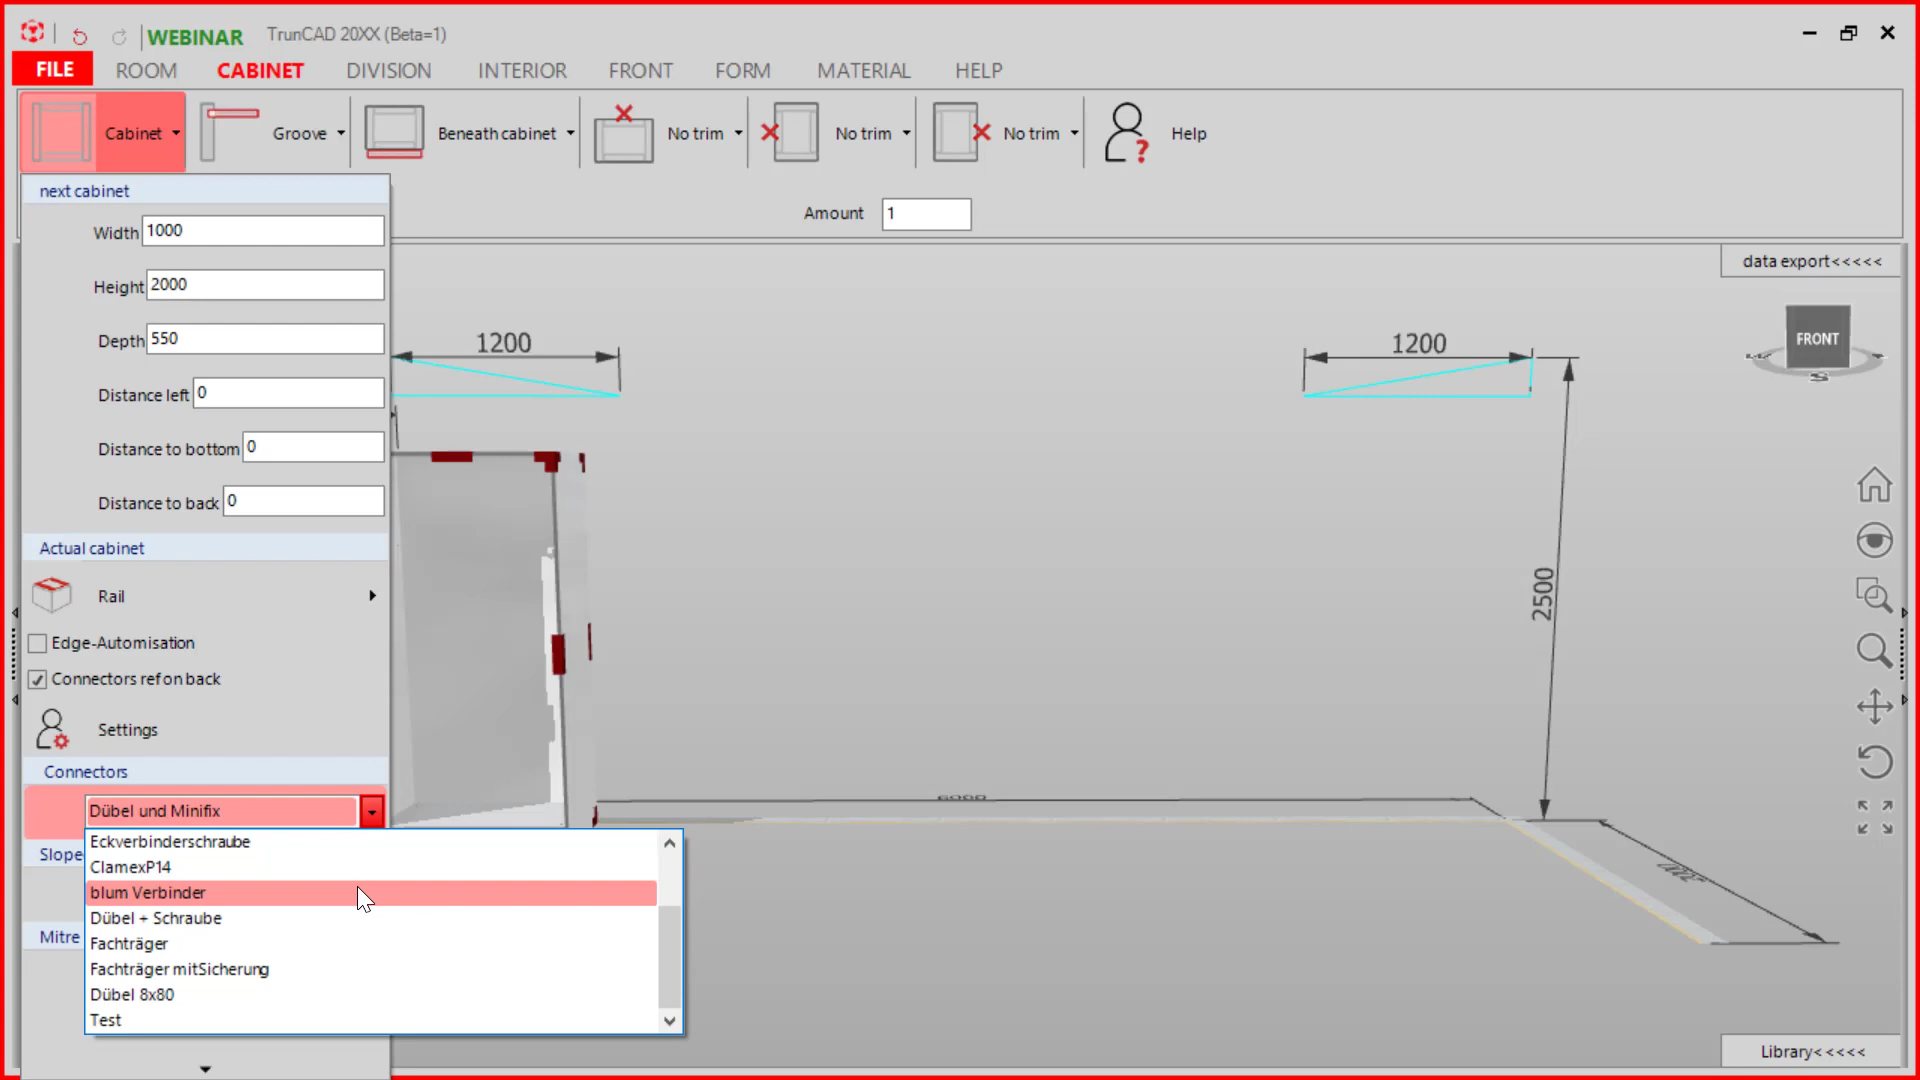 WEBINAR TrunCAD 20XX (Beta=1)
FILE ROOM CABINET DIVISION INTERIOR FRONT FORM MATERIAL HELP
Cabinet Groove Beneath cabinet No trim No trim No trim Help
next cabinet
Amount 1
Width 1000
data export<<<<<
Height 2000
Depth 550
FRONT
S
1200
1200
Distance left 0
Distance to bottom 0
Distance to back 0
Actual cabinet
Rail
2500
Edge-Automisation
Connectors ref on back
Settings
Connectors
6000
Dübel und Minifix
Eckverbinderschraube
Slope
ClamexP14
blum Verbinder
Dübel + Schraube
Mitre
Fachträger
Fachträger mitSicherung
Dübel 8x80
Test
Library<<<<<